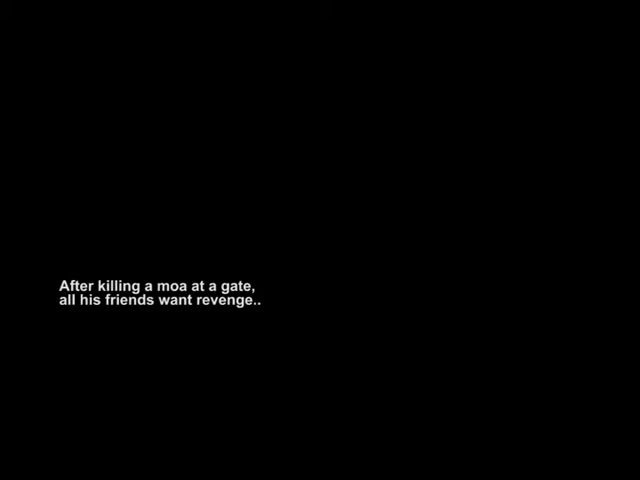 After killing a moa at a gate,
all his friends want revenge..